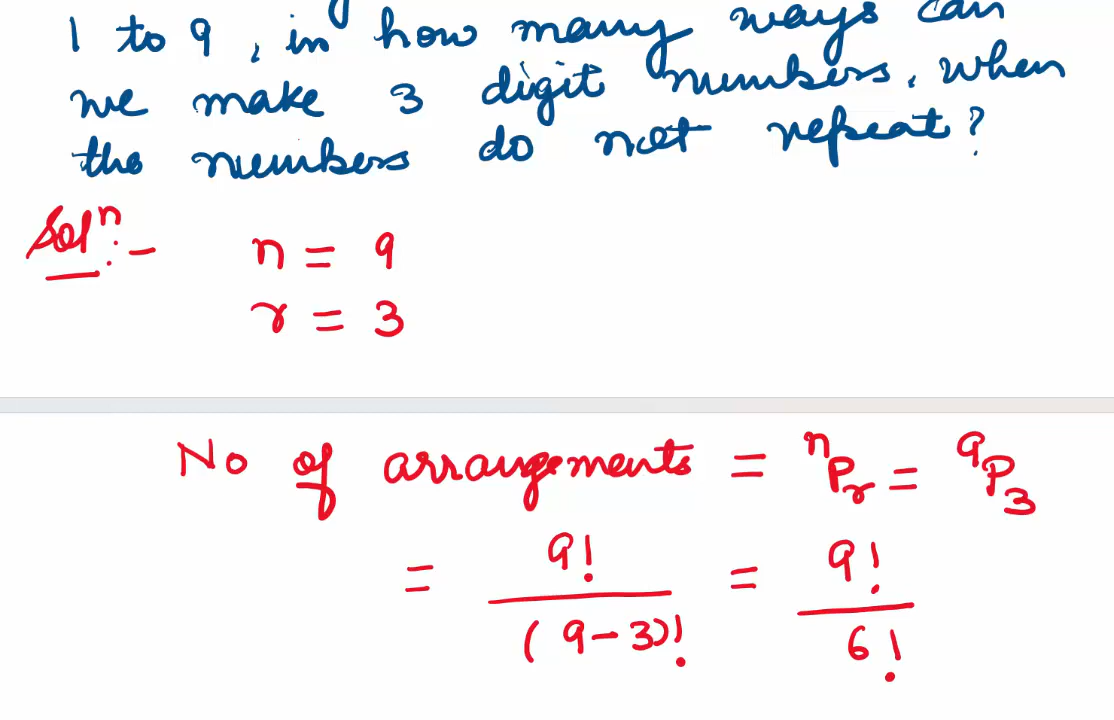 1 to 9, in how many ways can
we make 3 digit numbers, when
the numbers do not repeat?
Solⁿ:- n = 9
r = 3
No of arrangements = ⁿPᵣ = ⁹P₃
= 9! / (9-3)! = 9! / 6!